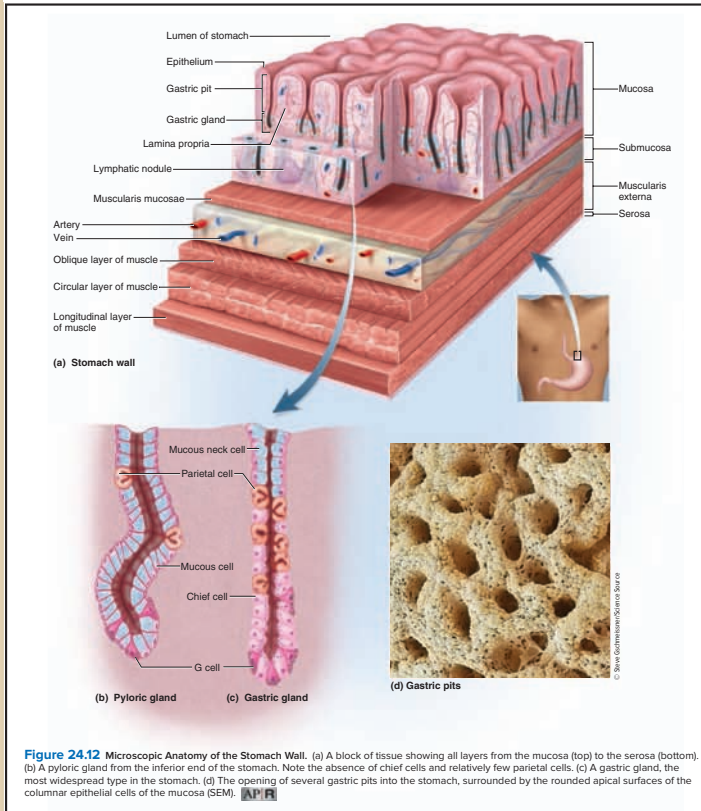 Lumen of stomach
Epithelium
Gastric pit
Gastric gland
Lamina propria
Lymphatic nodule
Muscularis mucosae
Artery
Vein
Oblique layer of muscle
Circular layer of muscle
Longitudinal layer
of muscle
Mucosa
Submucosa
Muscularis
externa
Serosa
(a) Stomach wall
Mucous neck cell
Parietal cell
Mucous cell
Chief cell
G cell
(b) Pyloric gland
(c) Gastric gland
(d) Gastric pits
© Steve Gschmeissner/Science Source
Figure 24.12 Microscopic Anatomy of the Stomach Wall. (a) A block of tissue showing all layers from the mucosa (top) to the serosa (bottom).
(b) A pyloric gland from the inferior end of the stomach. Note the absence of chief cells and relatively few parietal cells. (c) A gastric gland, the
most widespread type in the stomach. (d) The opening of several gastric pits into the stomach, surrounded by the rounded apical surfaces of the
columnar epithelial cells of the mucosa (SEM). AP|R